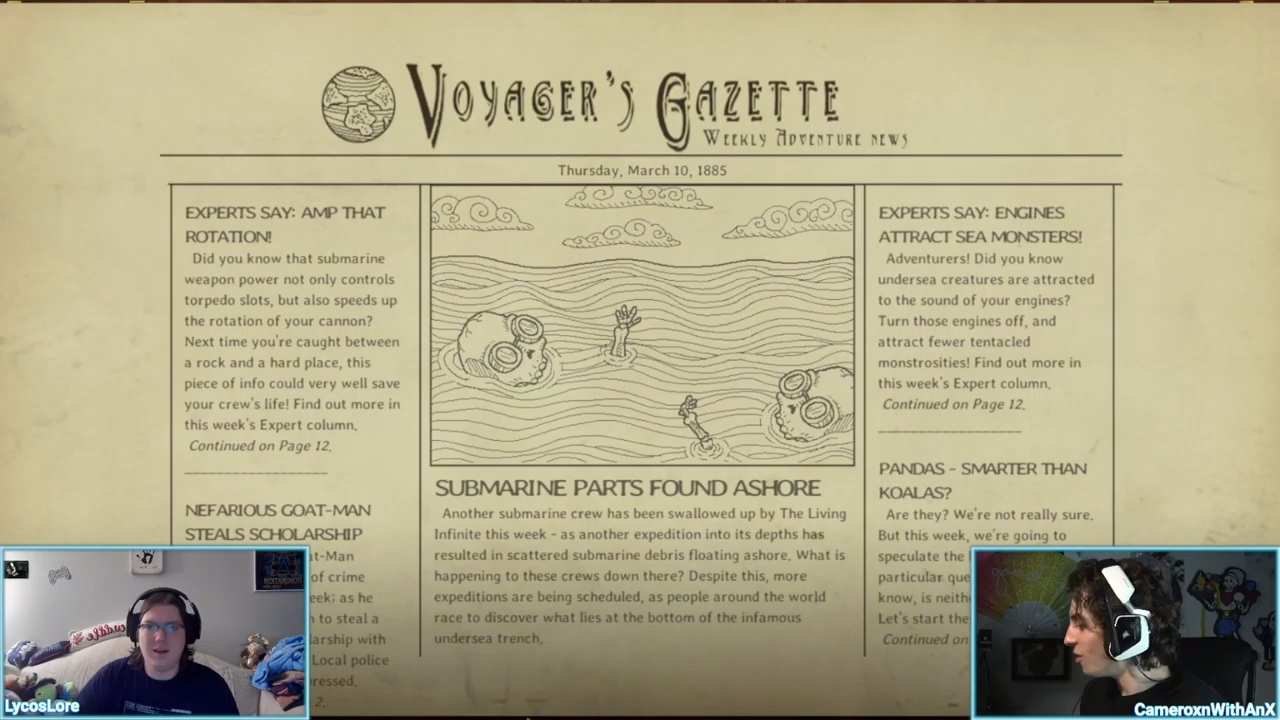 VOYAGER'S GAZETTE
WEEKLY ADVENTURE NEWS
Thursday, March 10, 1885
EXPERTS SAY: AMP THAT
ROTATION!
Did you know that submarine
weapon power not only controls
torpedo slots, but also speeds up
the rotation of your cannon?
Next time you're caught between
a rock and a hard place, this
piece of info could very well save
your crew's life! Find out more in
this week's Expert column.
Continued on Page 12.
NEFARIOUS GOAT-MAN
STEALS SCHOLARSHIP
at-Man
of crime
eek; as he
n to steal a
larship with
Local police
ressed.
2.
SUBMARINE PARTS FOUND ASHORE
Another submarine crew has been swallowed up by The Living
Infinite this week - as another expedition into its depths has
resulted in scattered submarine debris floating ashore. What is
happening to these crews down there? Despite this, more
expeditions are being scheduled, as people around the world
race to discover what lies at the bottom of the infamous
undersea trench.
EXPERTS SAY: ENGINES
ATTRACT SEA MONSTERS!
Adventurers! Did you know
undersea creatures are attracted
to the sound of your engines?
Turn those engines off, and
attract fewer tentacled
monstrosities! Find out more in
this week's Expert column.
Continued on Page 12.
PANDAS - SMARTER THAN
KOALAS?
Are they? We're not really sure.
But this week, we're going to
speculate the
particular que
know, is neith
Let's start the
Continued on
LycosLore
CameroxnWithAnX